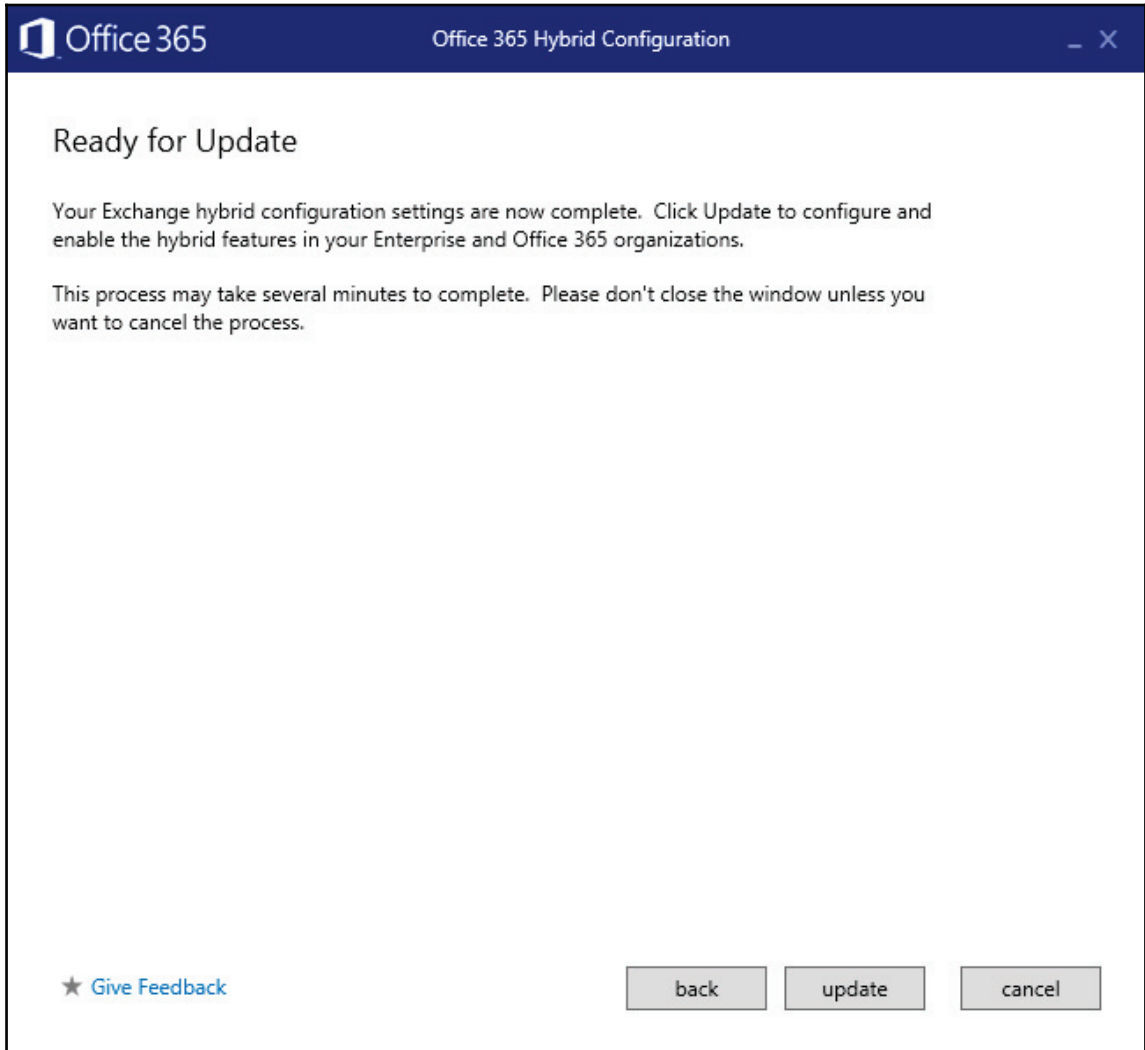 Office 365
Office 365 Hybrid Configuration
Ready for Update
Your Exchange hybrid configuration settings are now complete. Click Update to configure and
enable the hybrid features in your Enterprise and Office 365 organizations.
This process may take several minutes to complete. Please don't close the window unless you
want to cancel the process.
Give Feedback
back
update
cancel